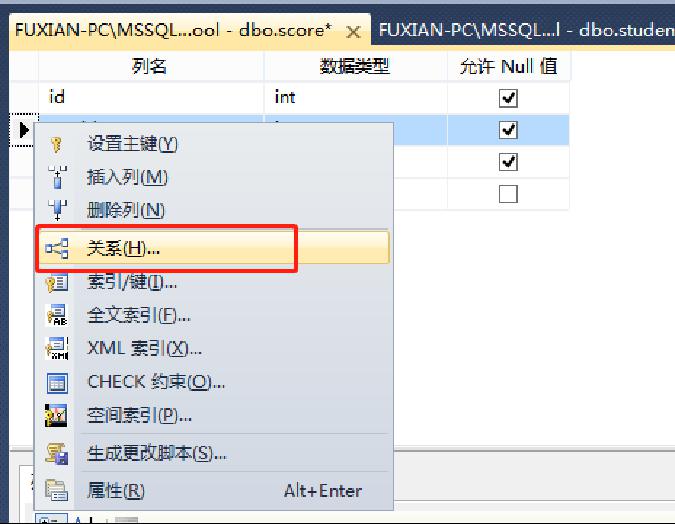 FUXIAN-PC\MSSQL...ool - dbo.score* FUXIAN-PC\MSSQL...l - dbo.studen
列名 数据类型 允许 Null 值
id int
设置主键(Y)
插入列(M)
删除列(N)
关系(H)...
索引/键(I)...
全文索引(F)...
XML 索引(X)...
CHECK 约束(O)...
空间索引(P)...
生成更改脚本(S)...
属性(R) Alt+Enter